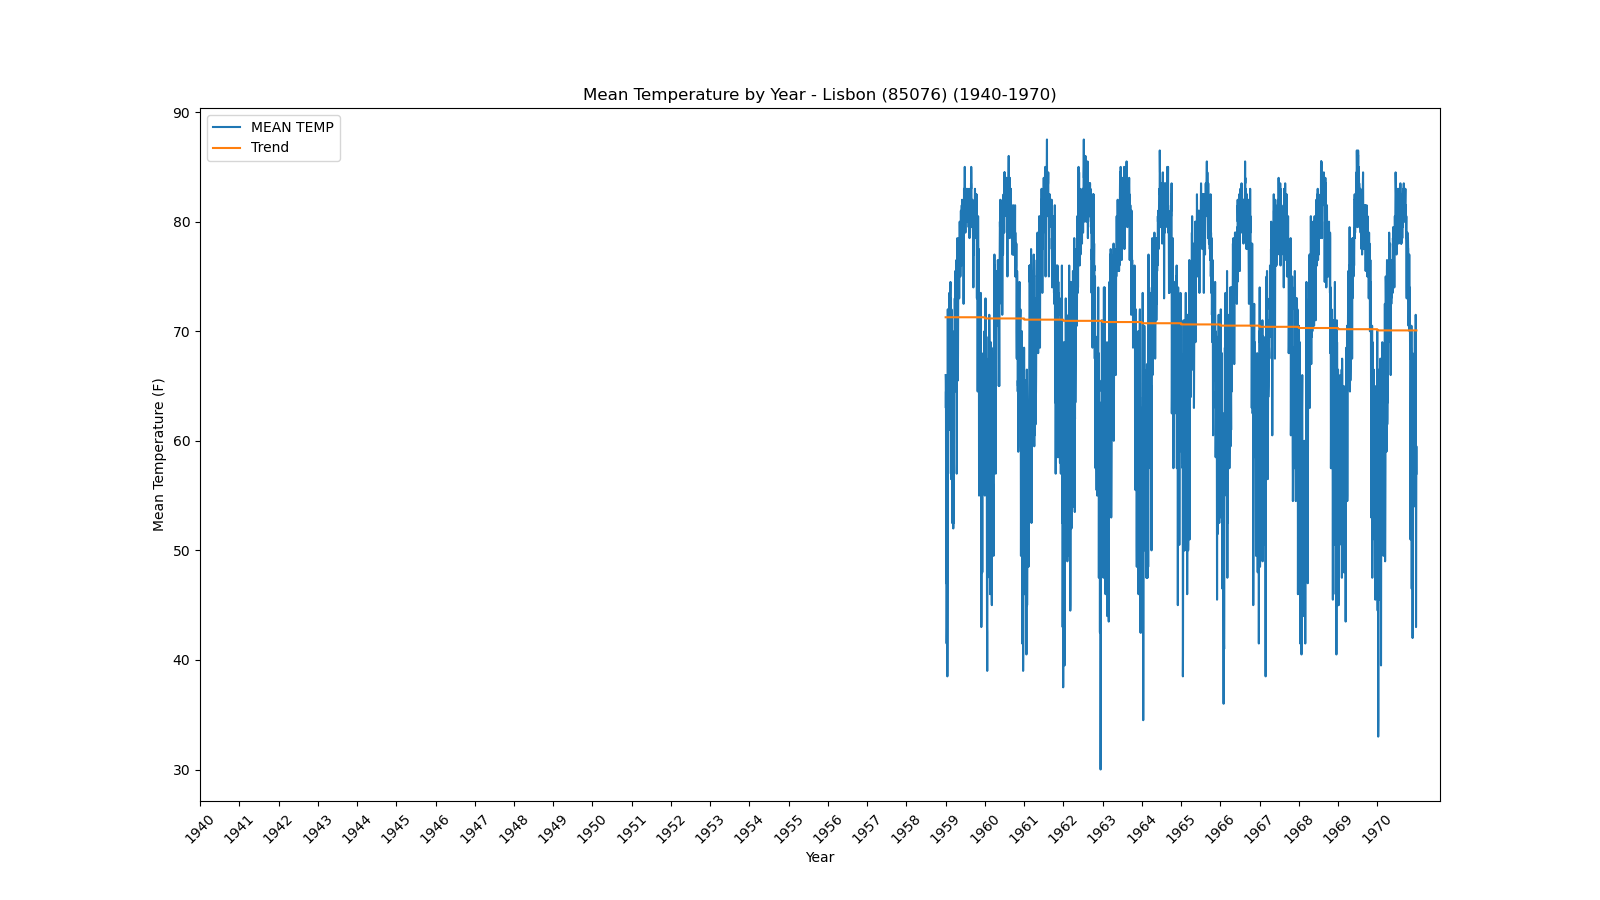 Mean Temperature by Year - Lisbon (85076) (1940-1970)
MEAN TEMP
Trend
Mean Temperature (F)
90
80
70
60
50
40
30
1940 1941 1942 1943 1944 1945 1946 1947 1948 1949 1950 1951 1952 1953 1954 1955 1956 1957 1958 1959 1960 1961 1962 1963 1964 1965 1966 1967 1968 1969 1970
Year